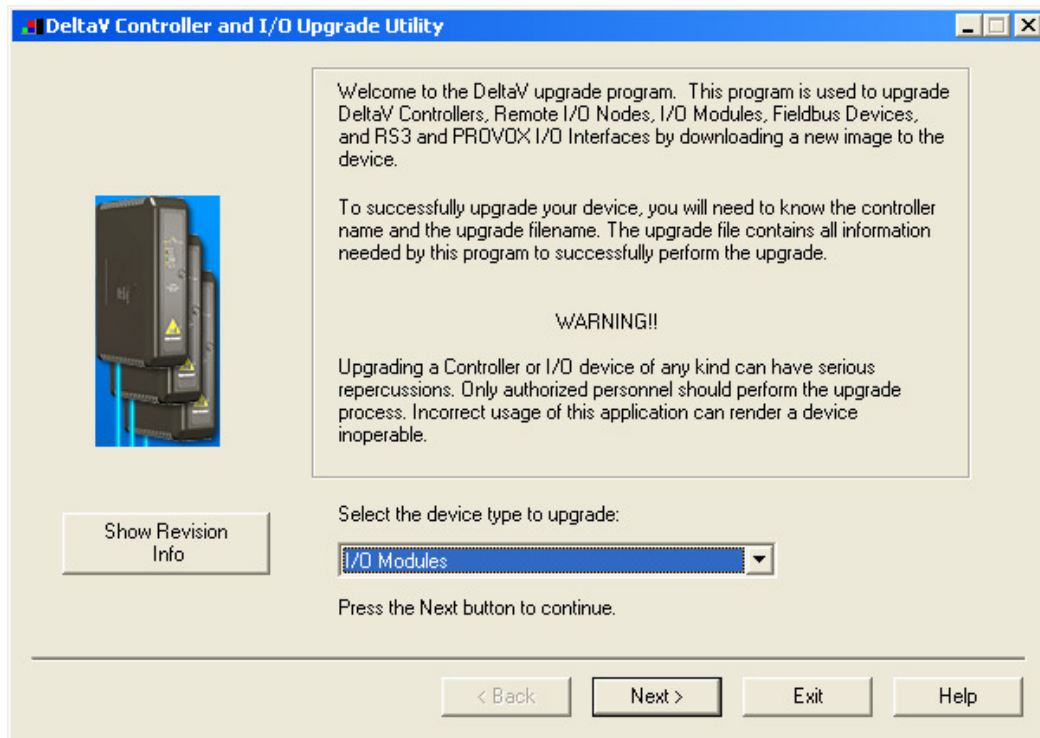 DeltaV Controller and I/O Upgrade Utility
Welcome to the DeltaV upgrade program. This program is used to upgrade
DeltaV Controllers, Remote I/O Nodes, I/O Modules, Fieldbus Devices,
and RS3 and PROVOX I/O Interfaces by downloading a new image to the
device.
To successfully upgrade your device, you will need to know the controller
name and the upgrade filename. The upgrade file contains all information
needed by this program to successfully perform the upgrade.
WARNING!!
Upgrading a Controller or I/O device of any kind can have serious
repercussions. Only authorized personnel should perform the upgrade
process. Incorrect usage of this application can render a device
inoperable.
Show Revision
Info
Select the device type to upgrade:
I/O Modules
Press the Next button to continue.
< Back
Next >
Exit
Help